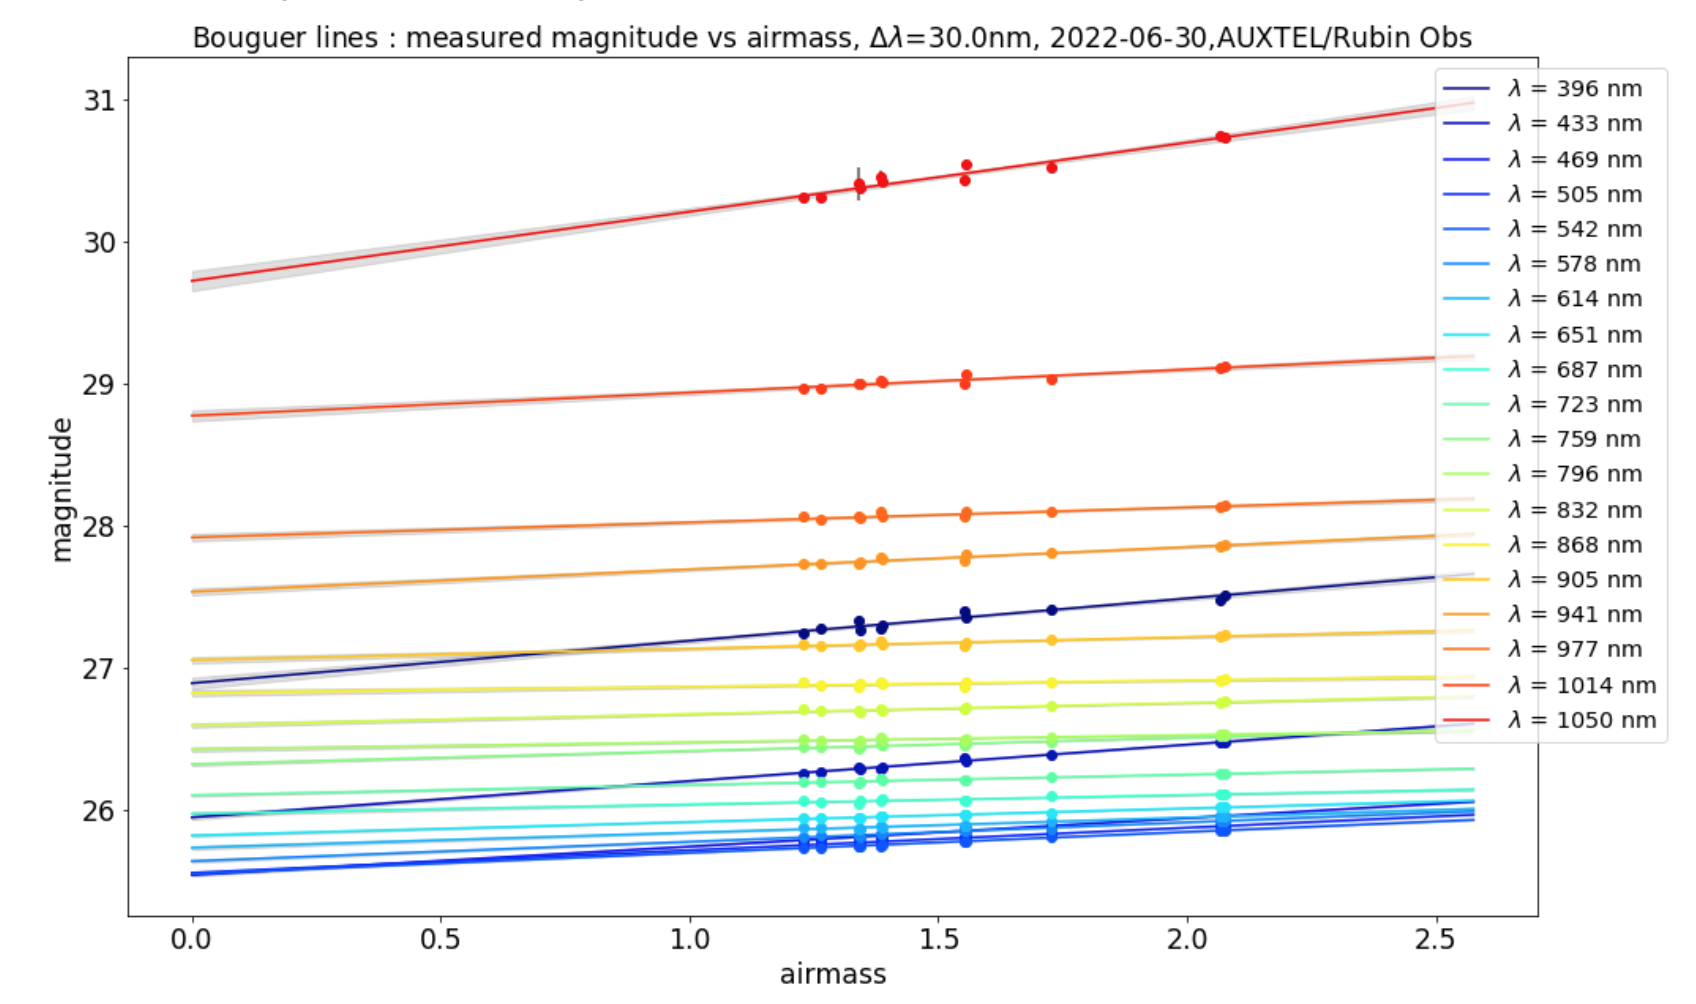 Bouguer lines : measured magnitude vs airmass, Δλ=30.0nm, 2022-06-30,AUXTEL/Rubin Obs
31
30
29
28
27
26
magnitude
0.0 0.5 1.0 1.5 2.0 2.5
airmass
λ = 396 nm
λ = 433 nm
λ = 469 nm
λ = 505 nm
λ = 542 nm
λ = 578 nm
λ = 614 nm
λ = 651 nm
λ = 687 nm
λ = 723 nm
λ = 759 nm
λ = 796 nm
λ = 832 nm
λ = 868 nm
λ = 905 nm
λ = 941 nm
λ = 977 nm
λ = 1014 nm
λ = 1050 nm